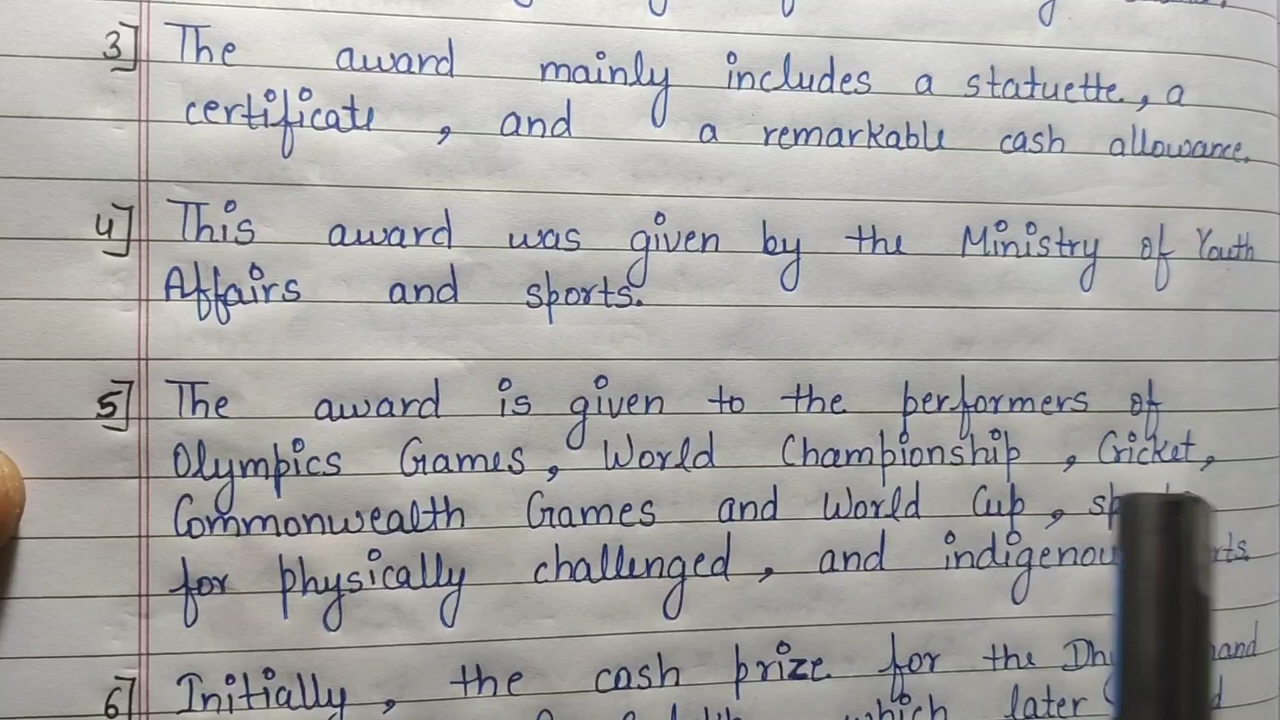 3] The award mainly includes a statuette, a
certificate, and a remarkable cash allowance.
4] This award was given by the Ministry of Youth
Affairs and sports.
5] The award is given to the performers of
Olympics Games, World Championship, Cricket,
Commonwealth Games and World Cup,
for physically challenged, and
6] Initially, the cash prize for the
which later